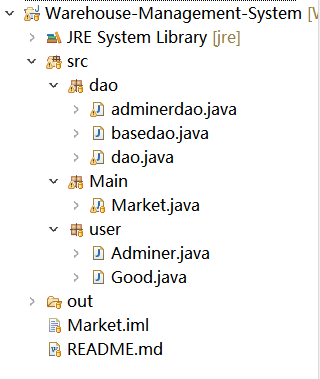 Warehouse-Management-System [
JRE System Library [jre]
src
dao
adminerdao.java
basedao.java
dao.java
Main
Market.java
user
Adminer.java
Good.java
out
Market.iml
README.md